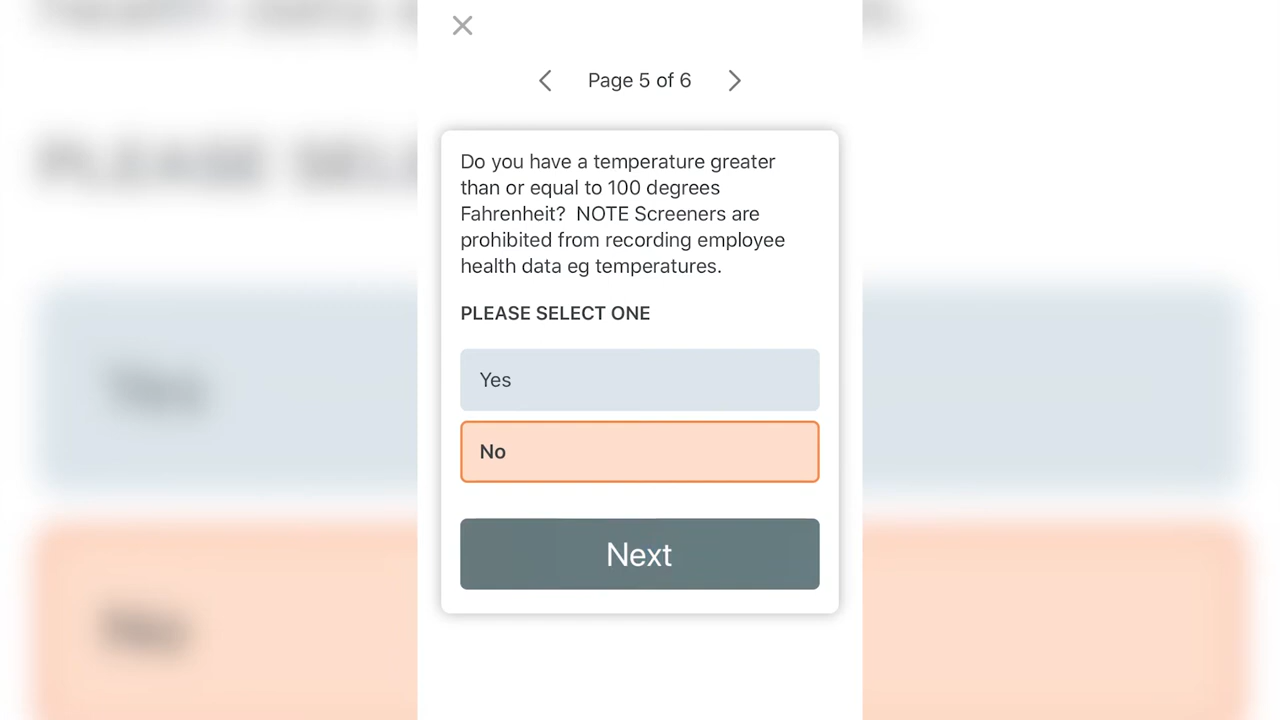 Page 5 of 6
Do you have a temperature greater
than or equal to 100 degrees
Fahrenheit?  NOTE Screeners are
prohibited from recording employee
health data eg temperatures.
PLEASE SELECT ONE
Yes
No
Next